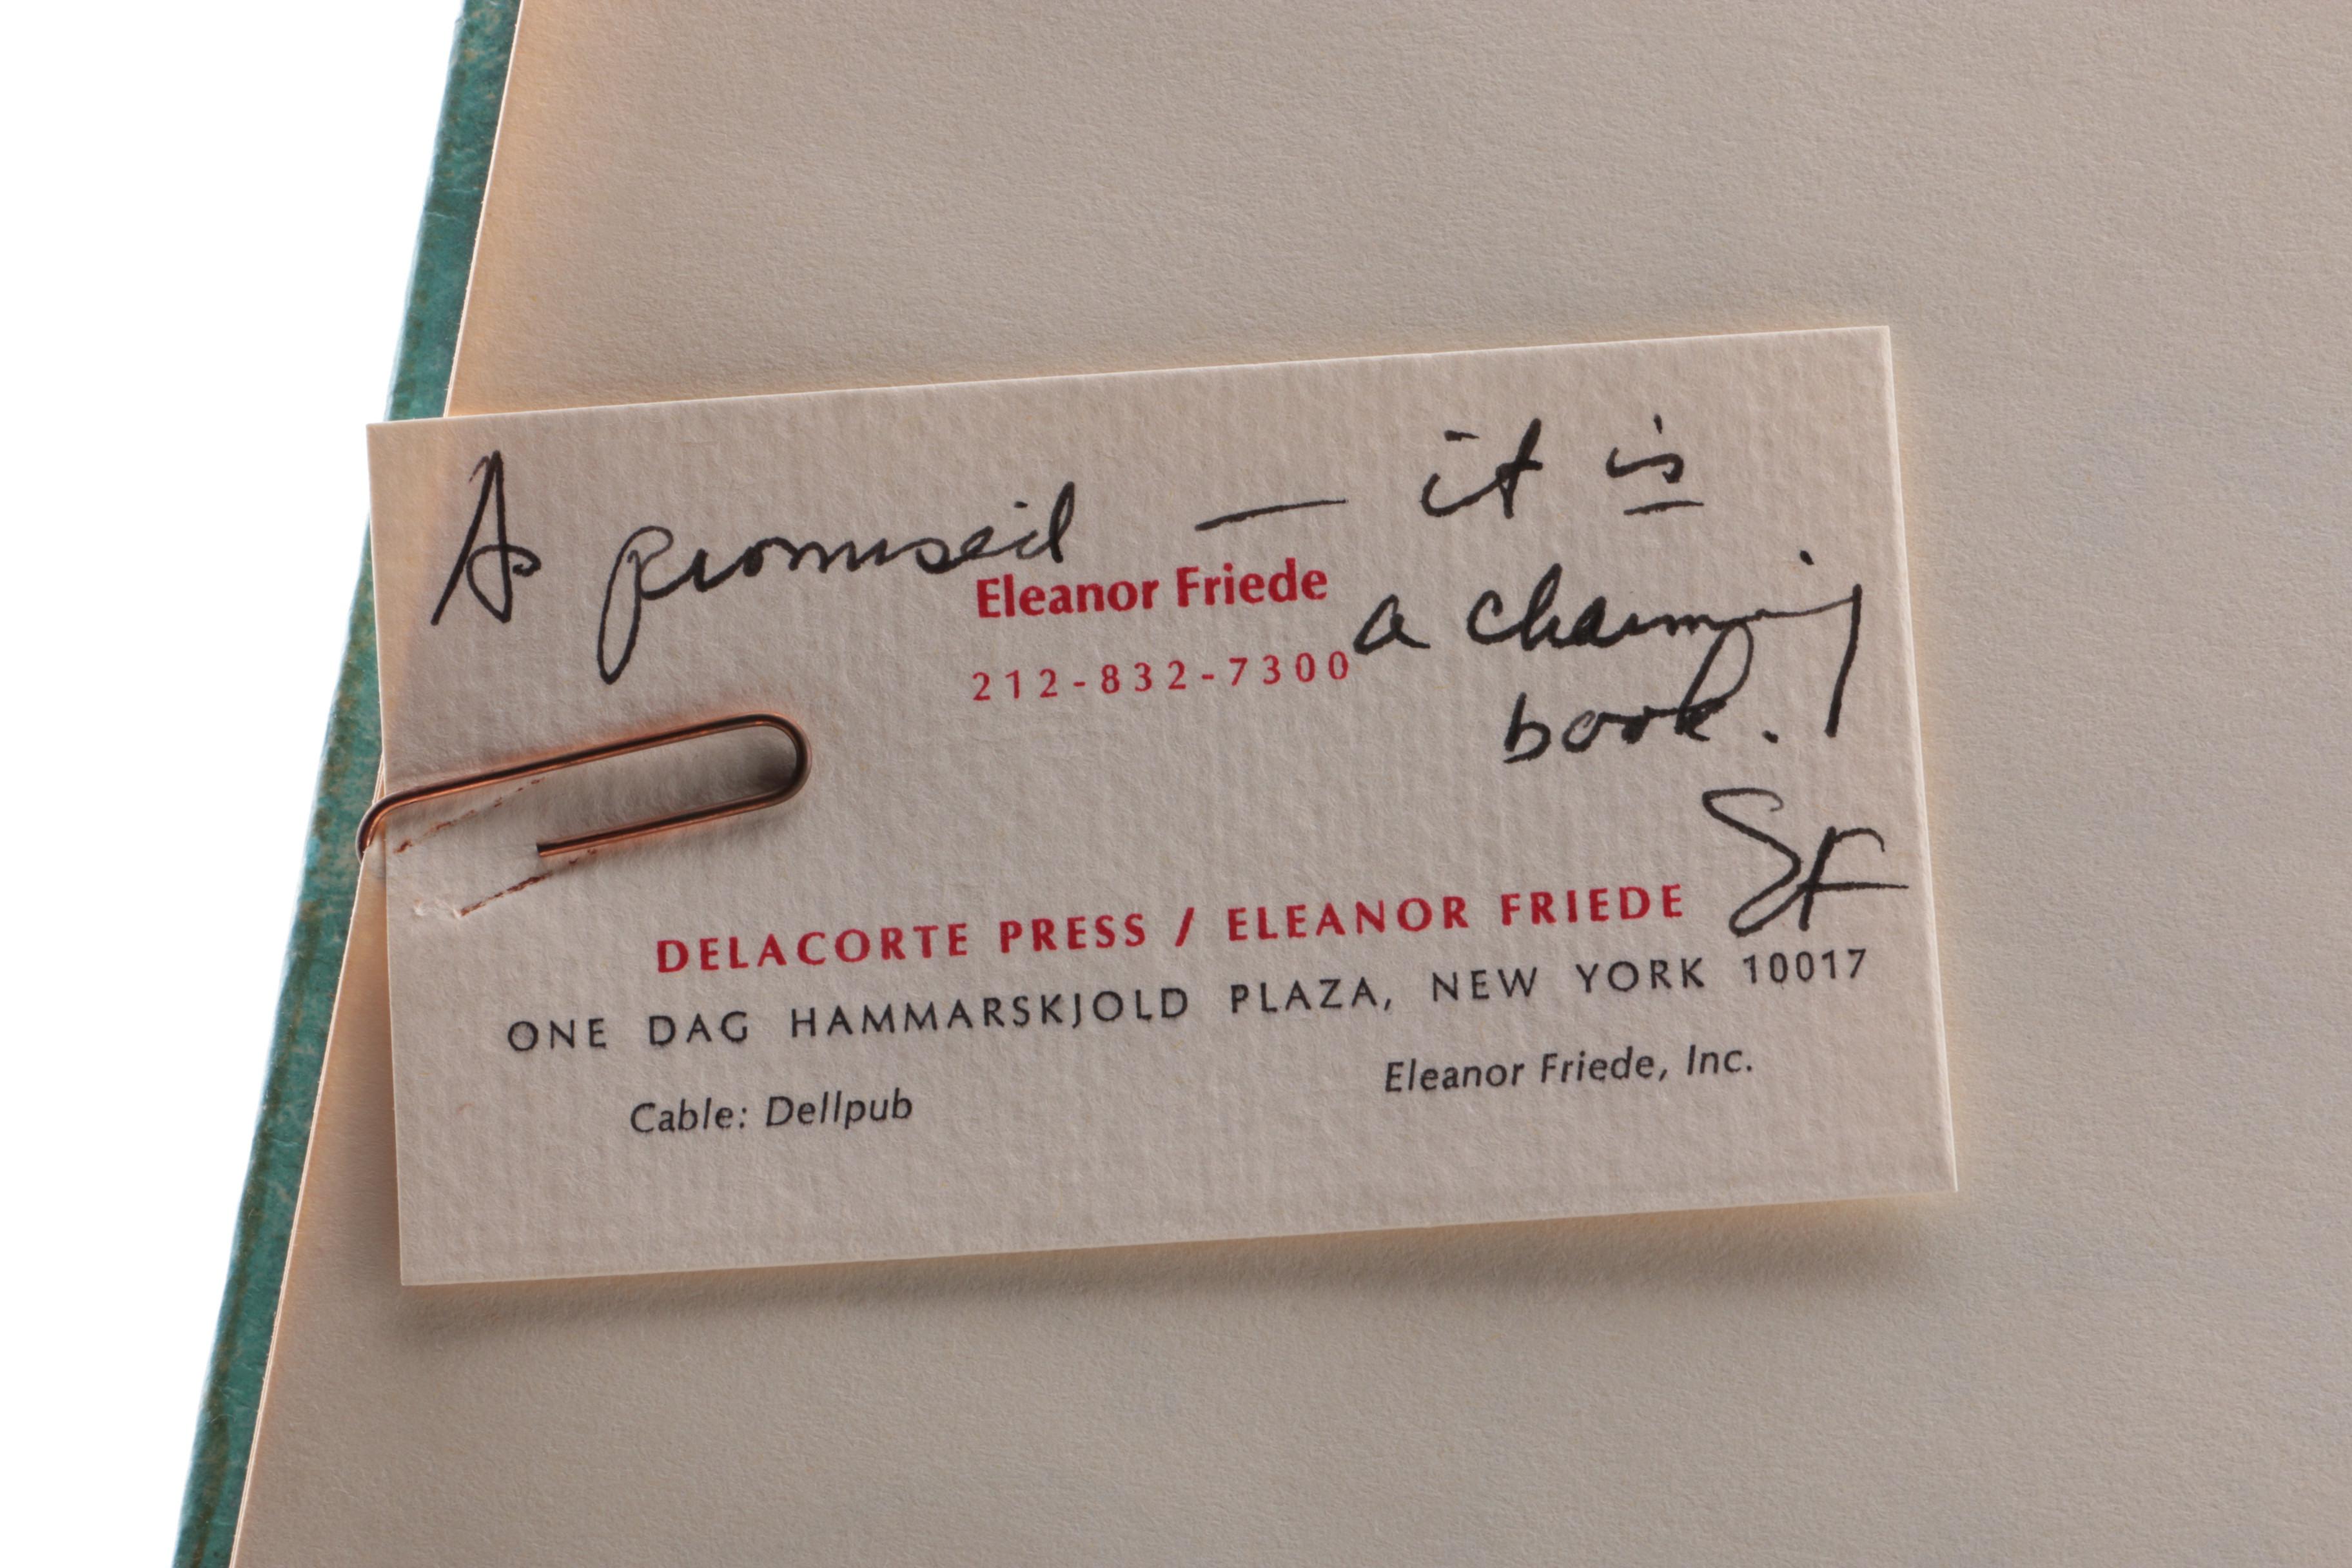 As promised — it is
Eleanor Friede
a charming
212-832-7300
book.
SF
DELACORTE PRESS / ELEANOR FRIEDE
ONE DAG HAMMARSKJOLD PLAZA, NEW YORK 10017
Eleanor Friede, Inc.
Cable: Dellpub